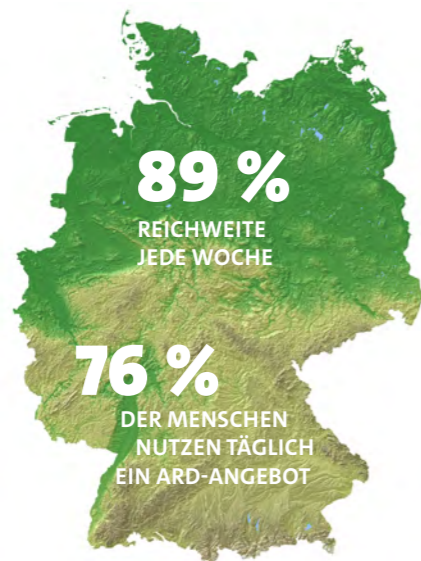 89 %
REICHWEITE
JEDE WOCHE
76 %
DER MENSCHEN
NUTZEN TÄGLICH
EIN ARD-ANGEBOT